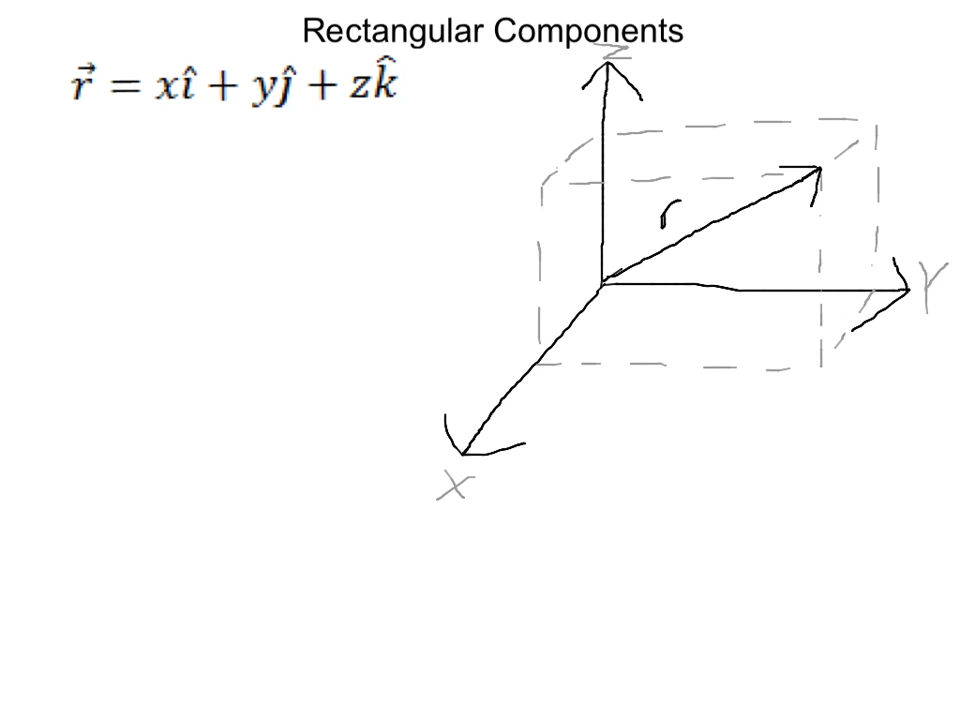 Rectangular Components
r⃗ = xî + yĵ + zk̂
Z
r
Y
X